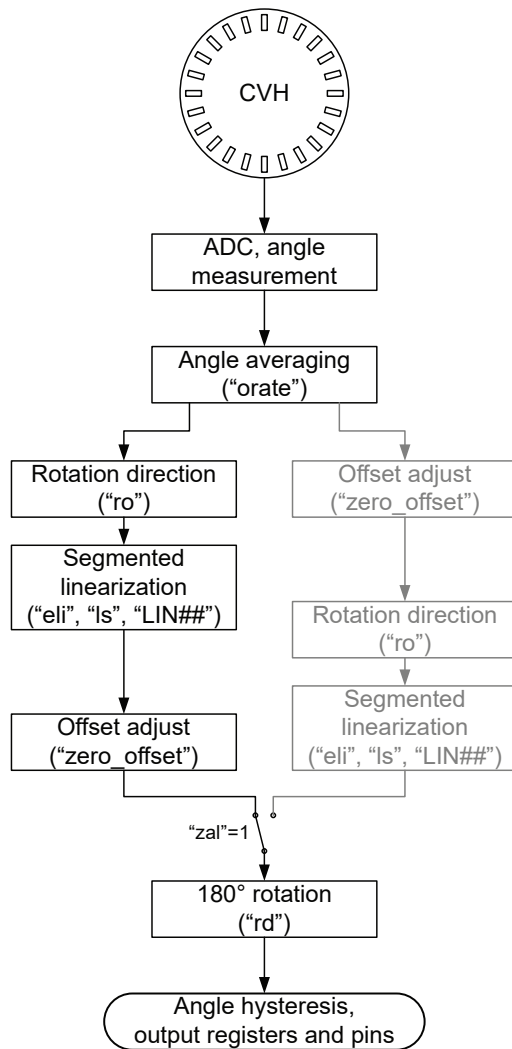 CVH
ADC, angle
measurement
Angle averaging
(“orate”)
Rotation direction
(“ro”)
Segmented
linearization
(“eli”, “ls”, “LIN##”)
Offset adjust
(“zero_offset”)
Offset adjust
(“zero_offset”)
Rotation direction
(“ro”)
Segmented
linearization
(“eli”, “ls”, “LIN##”)
“zal”=1
180° rotation
(“rd”)
Angle hysteresis,
output registers and pins